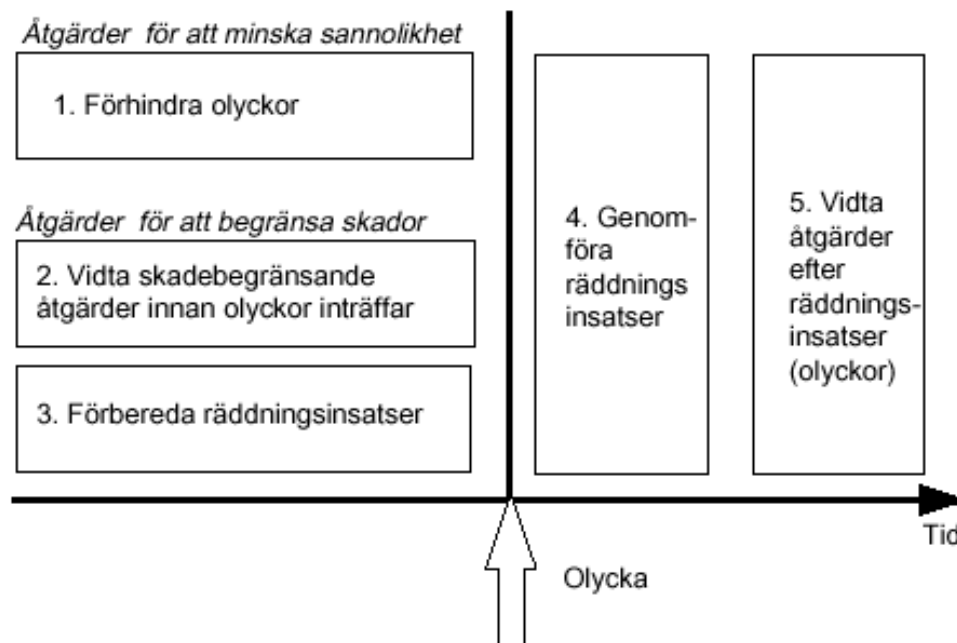 Åtgärder för att minska sannolikhet
1. Förhindra olyckor
Åtgärder för att begränsa skador
2. Vidta skadebegränsande
åtgärder innan olyckor inträffar
3. Förbereda räddningsinsatser
4. Genom-
föra
räddnings
insatser
5. Vidta
åtgärder
efter
räddnings-
insatser
(olyckor)
Tid
Olycka